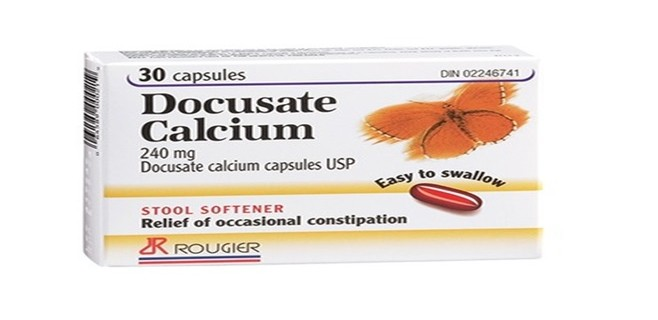 30 capsules
DIN 02246741
Docusate
Calcium
240 mg
Docusate calcium capsules USP
Easy to swallow
STOOL SOFTENER
Relief of occasional constipation
ROUGIER